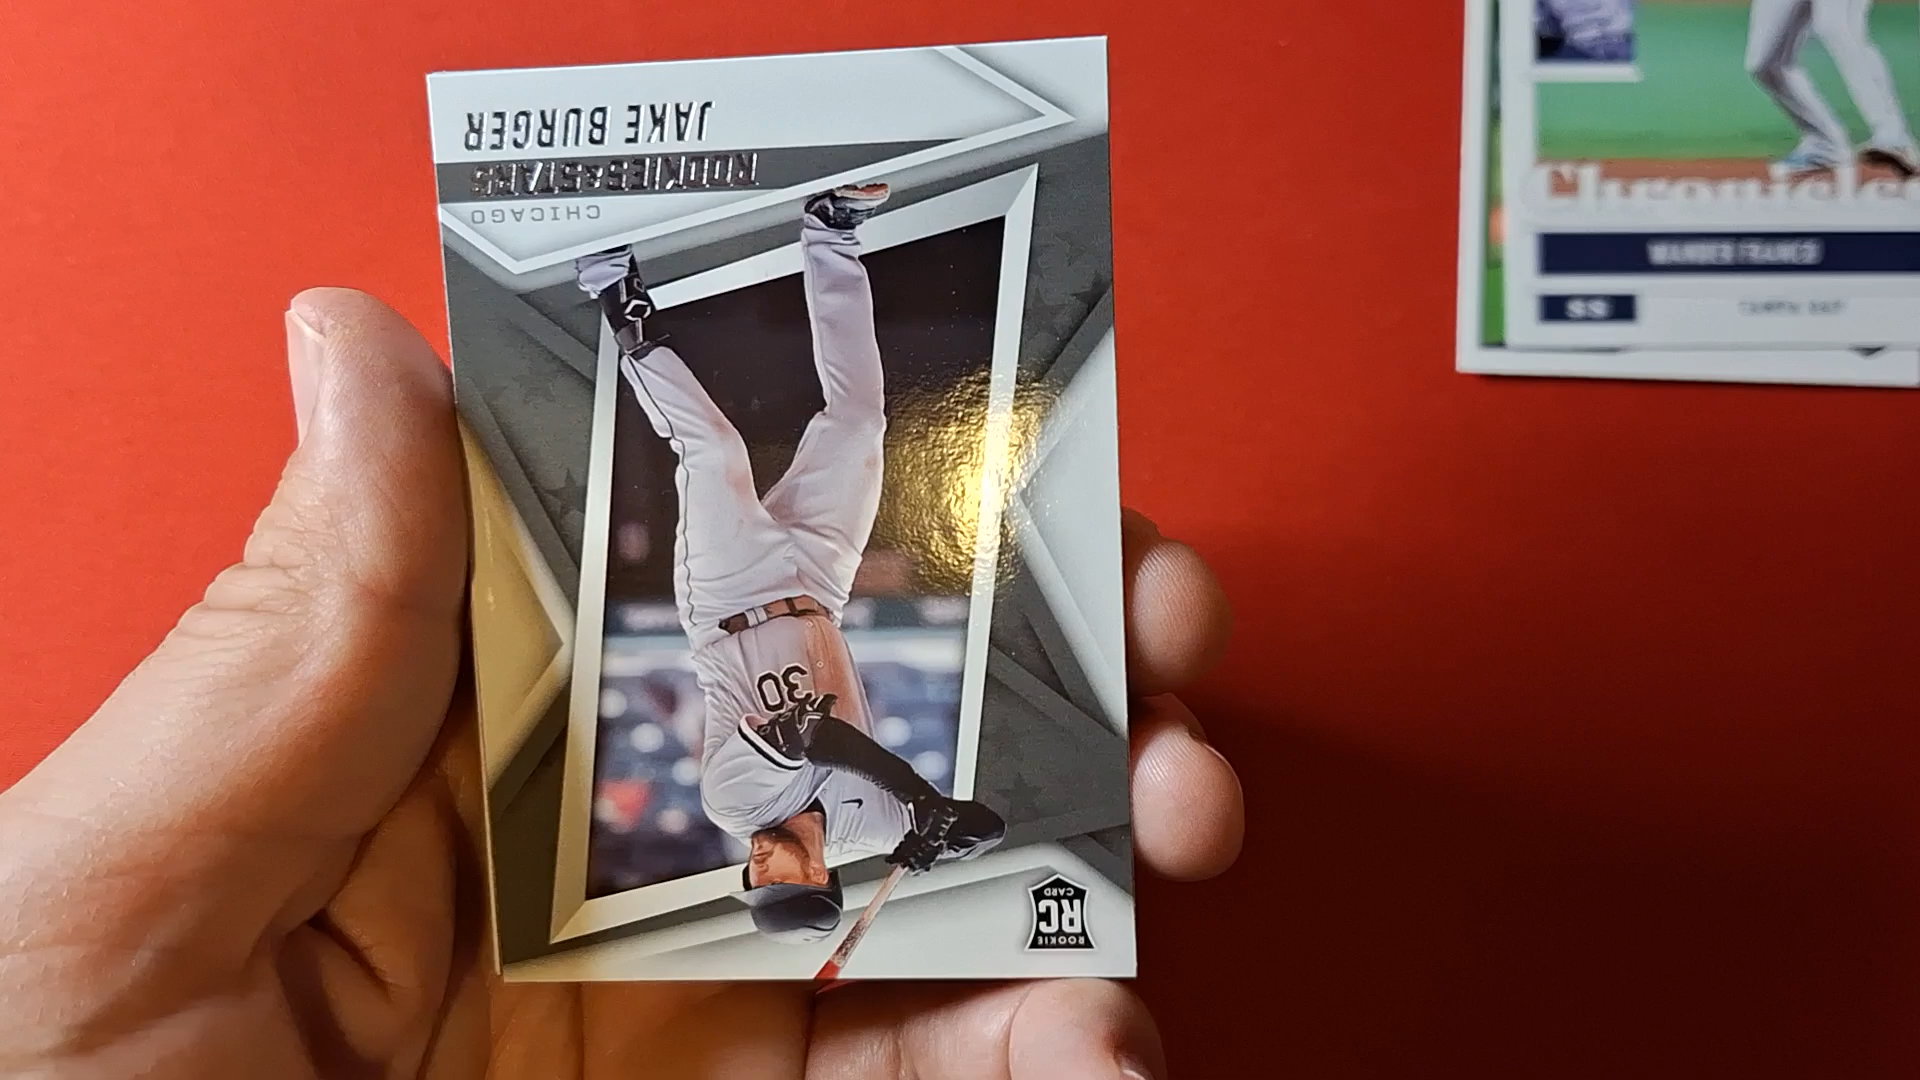 JAKE BURGER
ROOKIES & STARS
CHICAGO
30
ROOKIE
RC
CARD
Chronicles
WANDER FRANCO
SS
TAMPA BAY